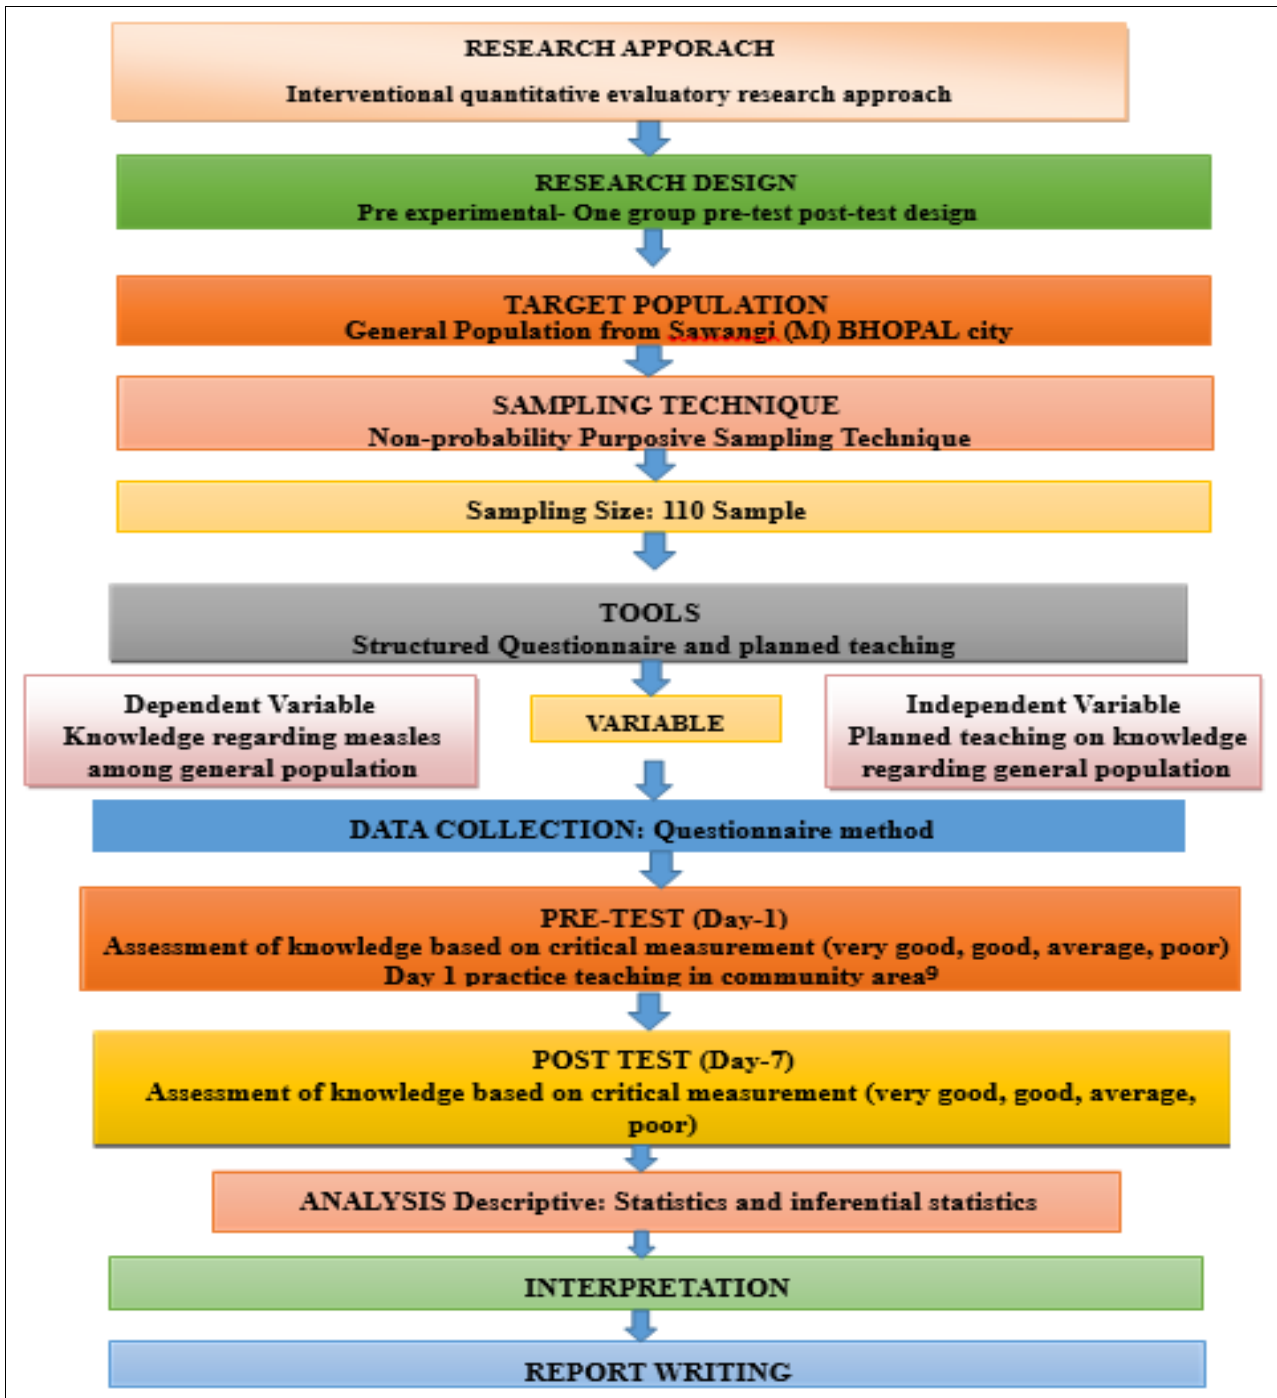 RESEARCH APPORACH
Interventional quantitative evaluatory research approach
RESEARCH DESIGN
Pre experimental- One group pre-test post-test design
TARGET POPULATION
General Population from Sawangi (M) BHOPAL city
SAMPLING TECHNIQUE
Non-probability Purposive Sampling Technique
Sampling Size: 110 Sample
TOOLS
Structured Questionnaire and planned teaching
Dependent Variable
Knowledge regarding measles
among general population
VARIABLE
Independent Variable
Planned teaching on knowledge
regarding general population
DATA COLLECTION: Questionnaire method
PRE-TEST (Day-1)
Assessment of knowledge based on critical measurement (very good, good, average, poor)
Day 1 practice teaching in community area⁹
POST TEST (Day-7)
Assessment of knowledge based on critical measurement (very good, good, average,
poor)
ANALYSIS Descriptive: Statistics and inferential statistics
INTERPRETATION
REPORT WRITING